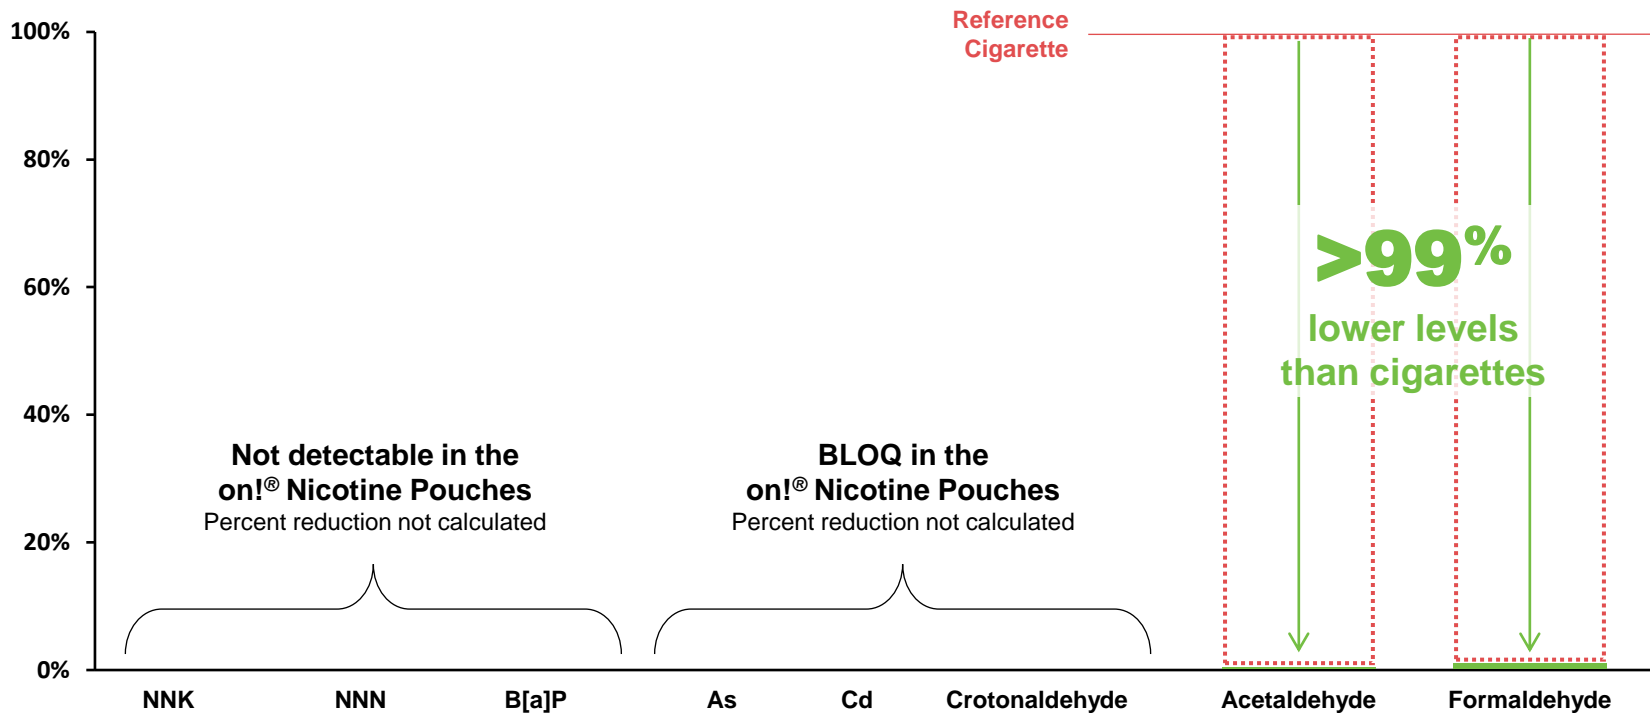 100%
80%
60%
40%
20%
0%
Reference
Cigarette
>99%
lower levels
than cigarettes
Not detectable in the
on!® Nicotine Pouches
Percent reduction not calculated
BLOQ in the
on!® Nicotine Pouches
Percent reduction not calculated
NNK NNN B[a]P As Cd Crotonaldehyde Acetaldehyde Formaldehyde